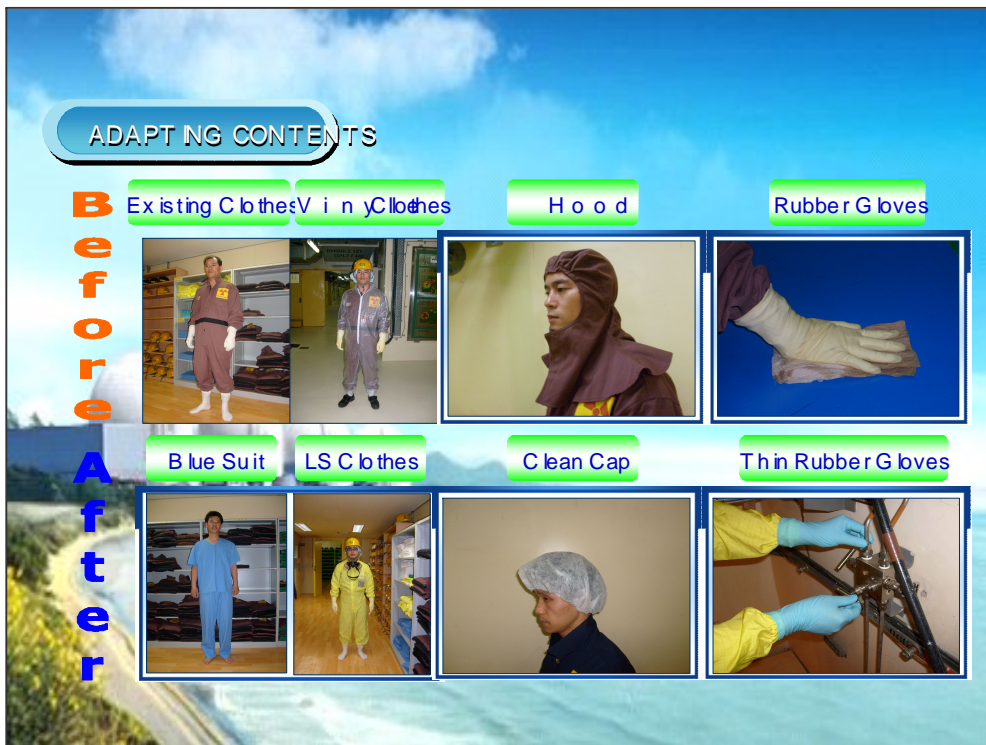 ADAPTING CONTENTS
Before
Existing Clothes
Vinyl Clothes
Hood
Rubber Gloves
After
Blue Suit
LS Clothes
Clean Cap
Thin Rubber Gloves